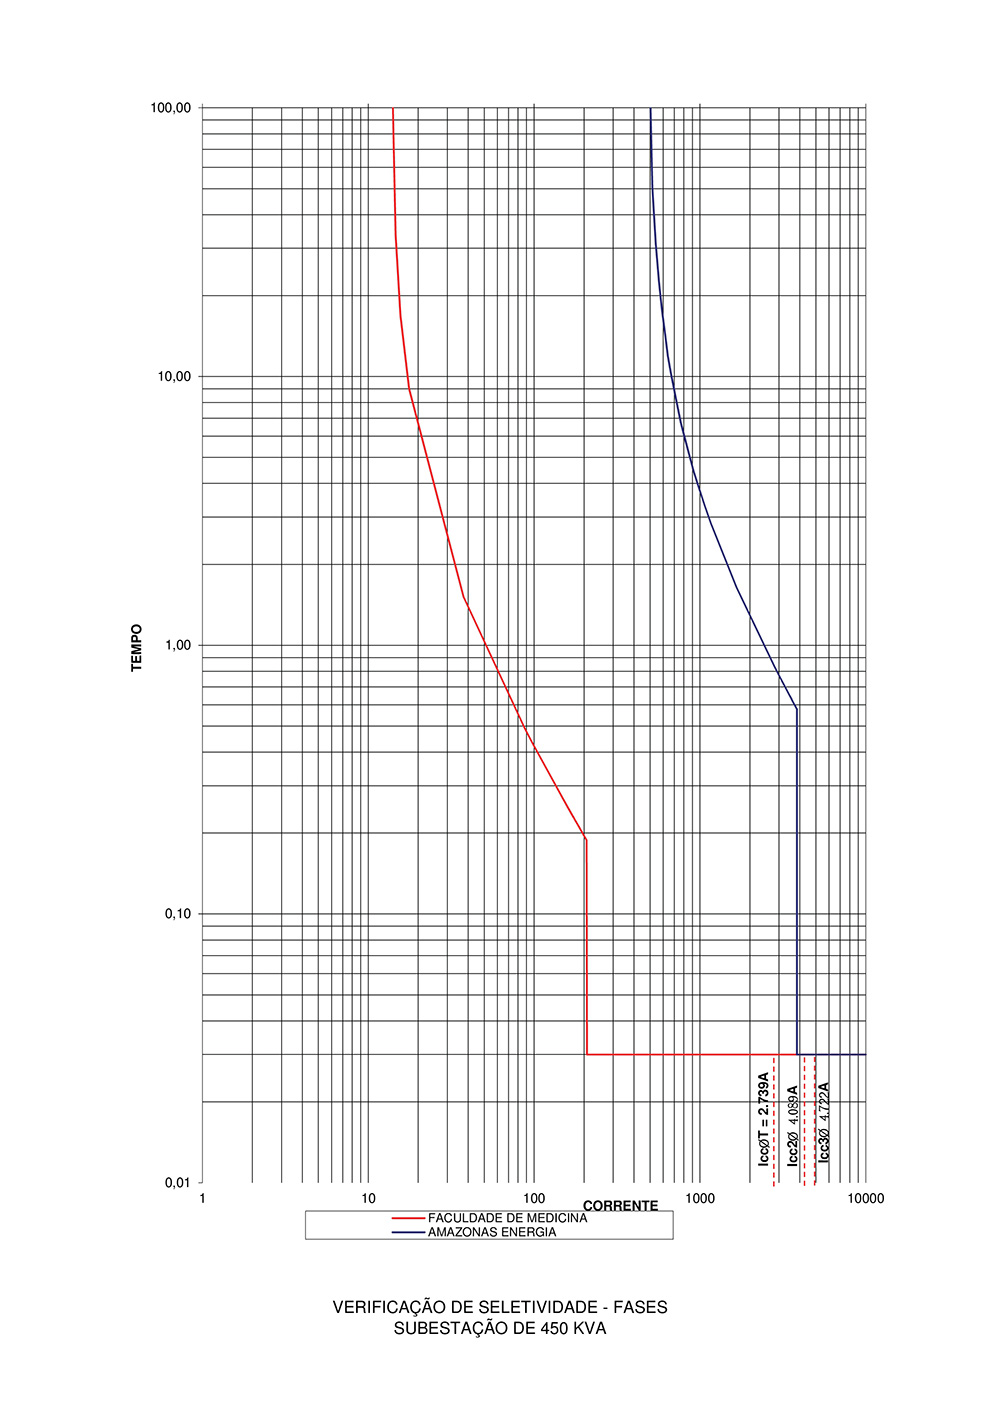 100,00
10,00
1,00
0,10
0,01
TEMPO
1
10
100
1000
10000
IccØT = 2.739A
Icc2Ø 4.089A
Icc3Ø 4.722A
CORRENTE
FACULDADE DE MEDICINA
AMAZONAS ENERGIA
VERIFICAÇÃO DE SELETIVIDADE - FASES
SUBESTAÇÃO DE 450 KVA